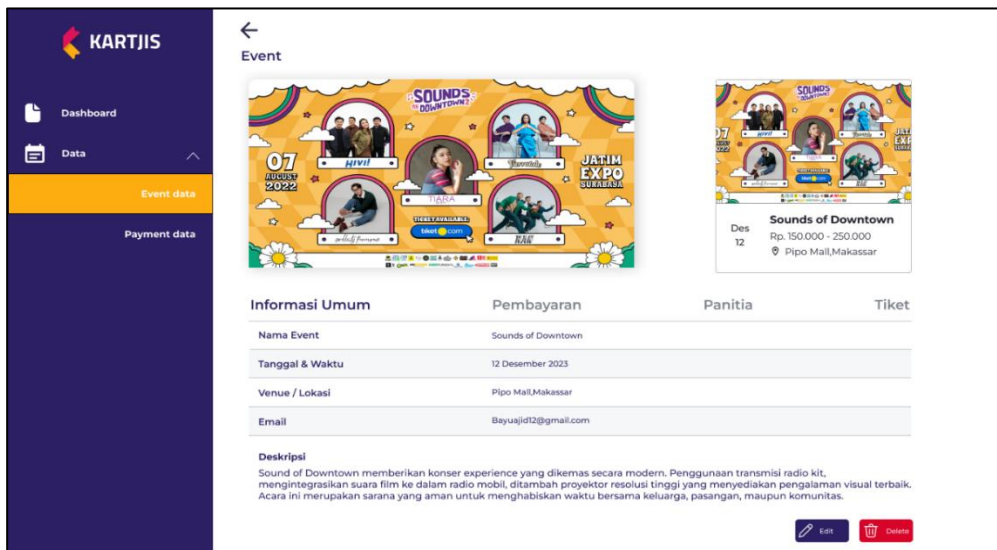 KARTJIS
Dashboard
Data
Event data
Payment data
Event
SOUNDS
DOWNTOWN
07
AUGUST
2022
HIVI!
TIARA
JATIM
EXPO
SURABAYA
TICKET AVAILABLE:
tiket.com
RAN
SOUNDS
DOWNTOWN
07
HIVI!
TIARA
Des
12
Sounds of Downtown
Rp. 150.000 - 250.000
Pipo Mall,Makassar
Informasi Umum
Pembayaran
Panitia
Tiket
Nama Event
Sounds of Downtown
Tanggal & Waktu
12 Desember 2023
Venue / Lokasi
Pipo Mall,Makassar
Email
Bayuajid12@gmail.com
Deskripsi
Sound of Downtown memberikan konser experience yang dikemas secara modern. Penggunaan transmisi radio kit,
mengintegrasikan suara film ke dalam radio mobil, ditambah proyektor resolusi tinggi yang menyediakan pengalaman visual terbaik.
Acara ini merupakan sarana yang aman untuk menghabiskan waktu bersama keluarga, pasangan, maupun komunitas.
Edit
Delete